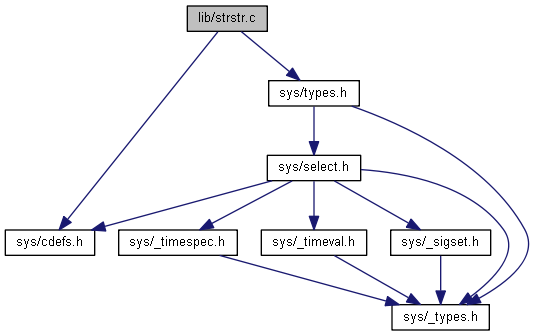 lib/strstr.c
sys/types.h
sys/select.h
sys/cdefs.h
sys/_timespec.h
sys/_timeval.h
sys/_sigset.h
sys/_types.h